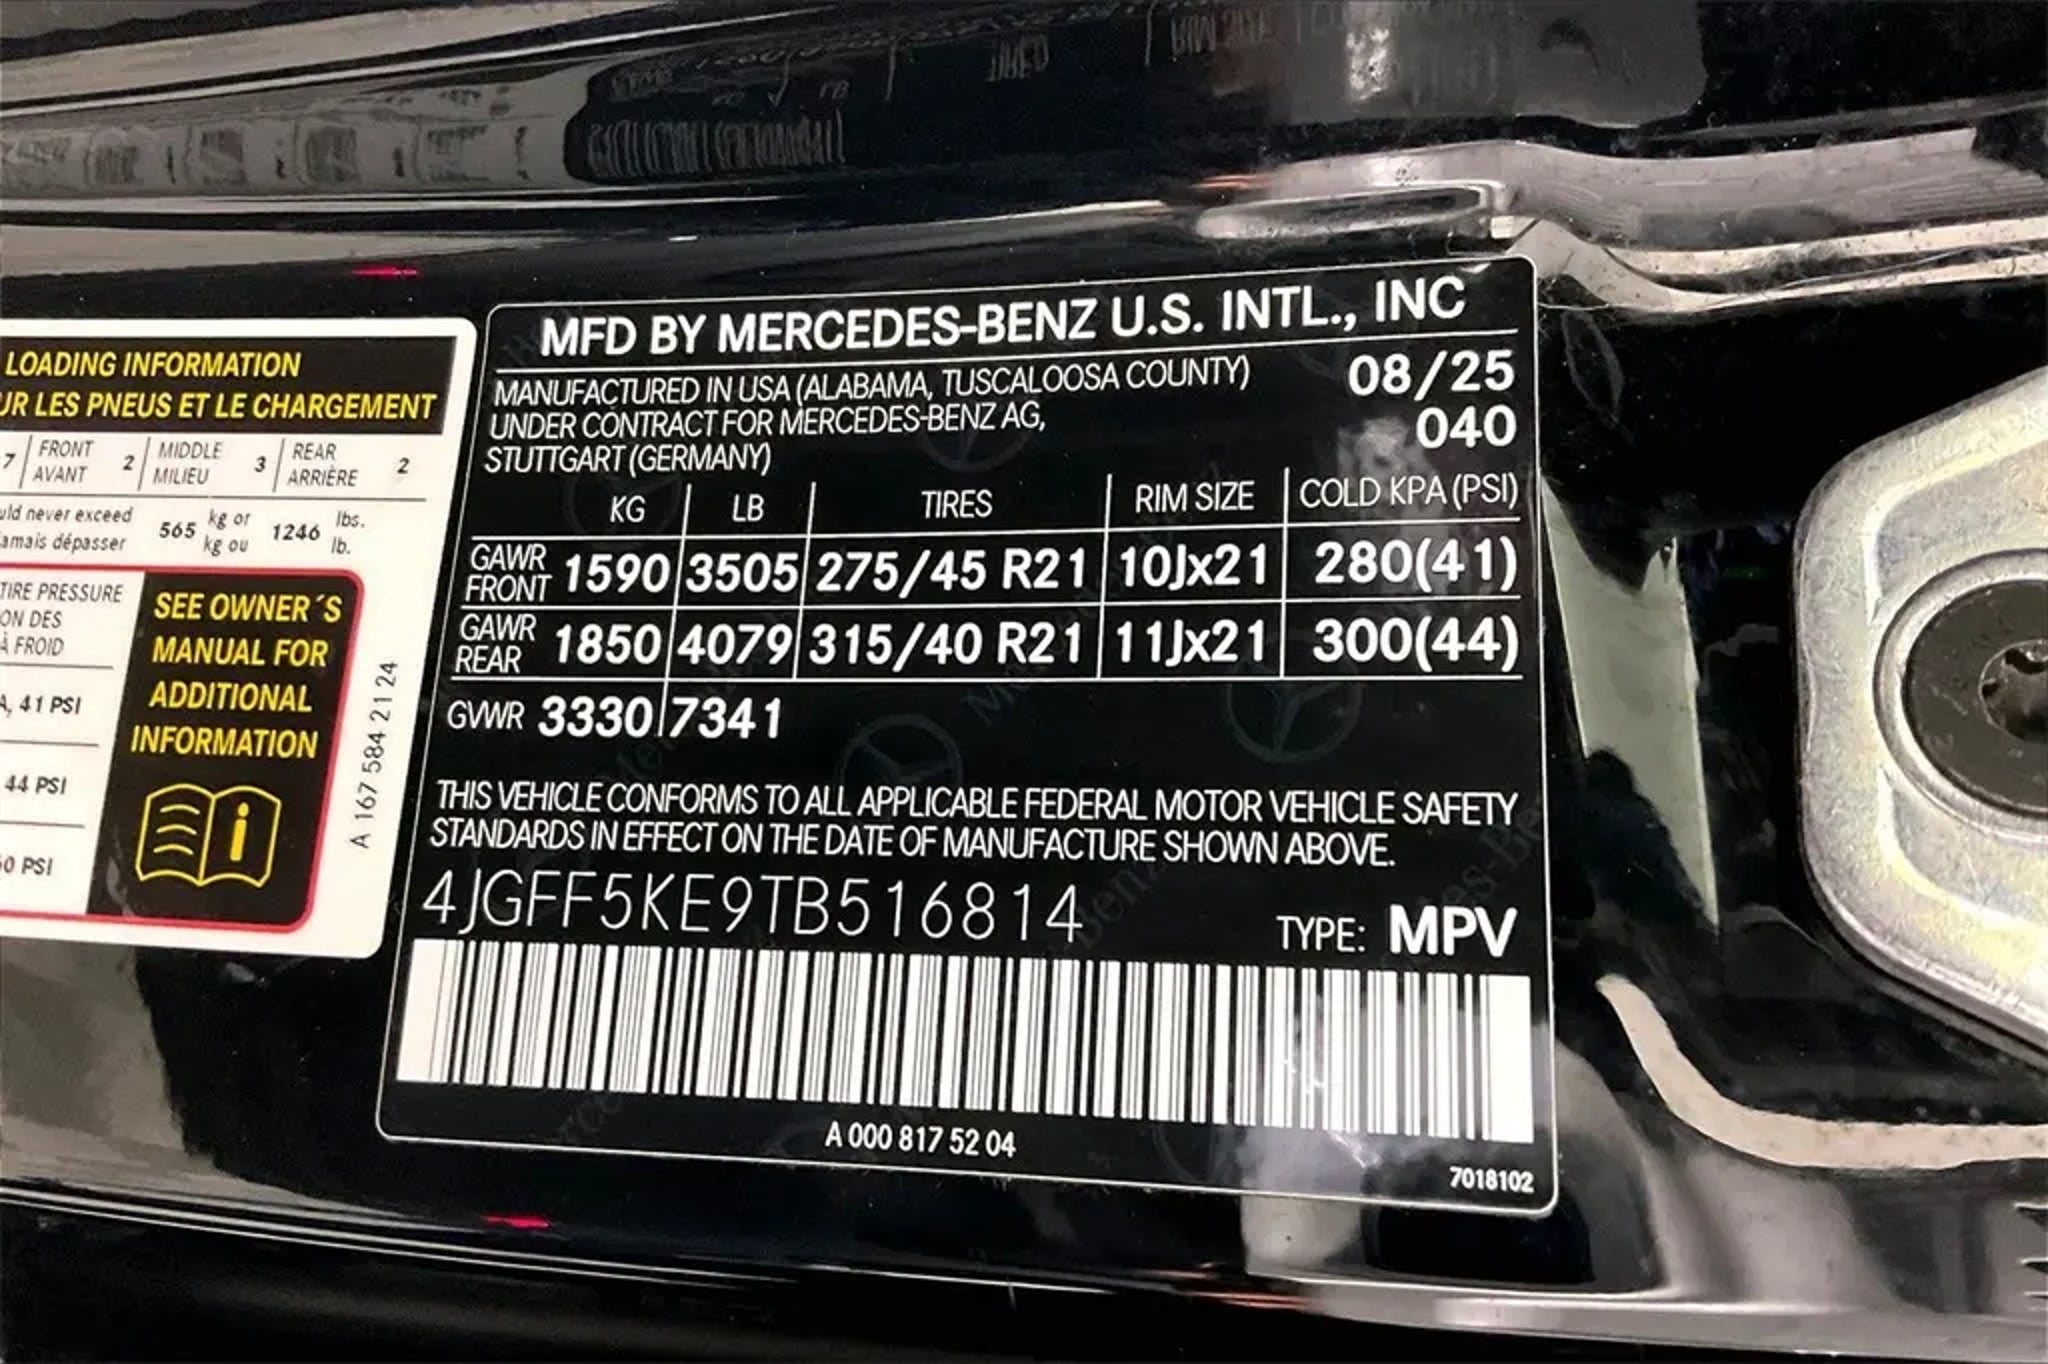 LOADING INFORMATION
UR LES PNEUS ET LE CHARGEMENT
7 FRONT AVANT 2 MIDDLE MILIEU 3 REAR ARRIÈRE 2
uld never exceed 565 kg or 1246 lbs.
amais dépasser kg ou lb.
TIRE PRESSURE
ON DES
À FROID
A, 41 PSI
44 PSI
60 PSI
SEE OWNER´S
MANUAL FOR
ADDITIONAL
INFORMATION
i
A 167 584 21 24
MFD BY MERCEDES-BENZ U.S. INTL., INC
MANUFACTURED IN USA (ALABAMA, TUSCALOOSA COUNTY) 08/25
UNDER CONTRACT FOR MERCEDES-BENZ AG, 040
STUTTGART (GERMANY)
KG LB TIRES RIM SIZE COLD KPA (PSI)
GAWR FRONT 1590 3505 275/45 R21 10Jx21 280(41)
GAWR REAR 1850 4079 315/40 R21 11Jx21 300(44)
GVWR 3330 7341
THIS VEHICLE CONFORMS TO ALL APPLICABLE FEDERAL MOTOR VEHICLE SAFETY
STANDARDS IN EFFECT ON THE DATE OF MANUFACTURE SHOWN ABOVE.
4JGFF5KE9TB516814 TYPE: MPV
A 000 817 52 04
7018102